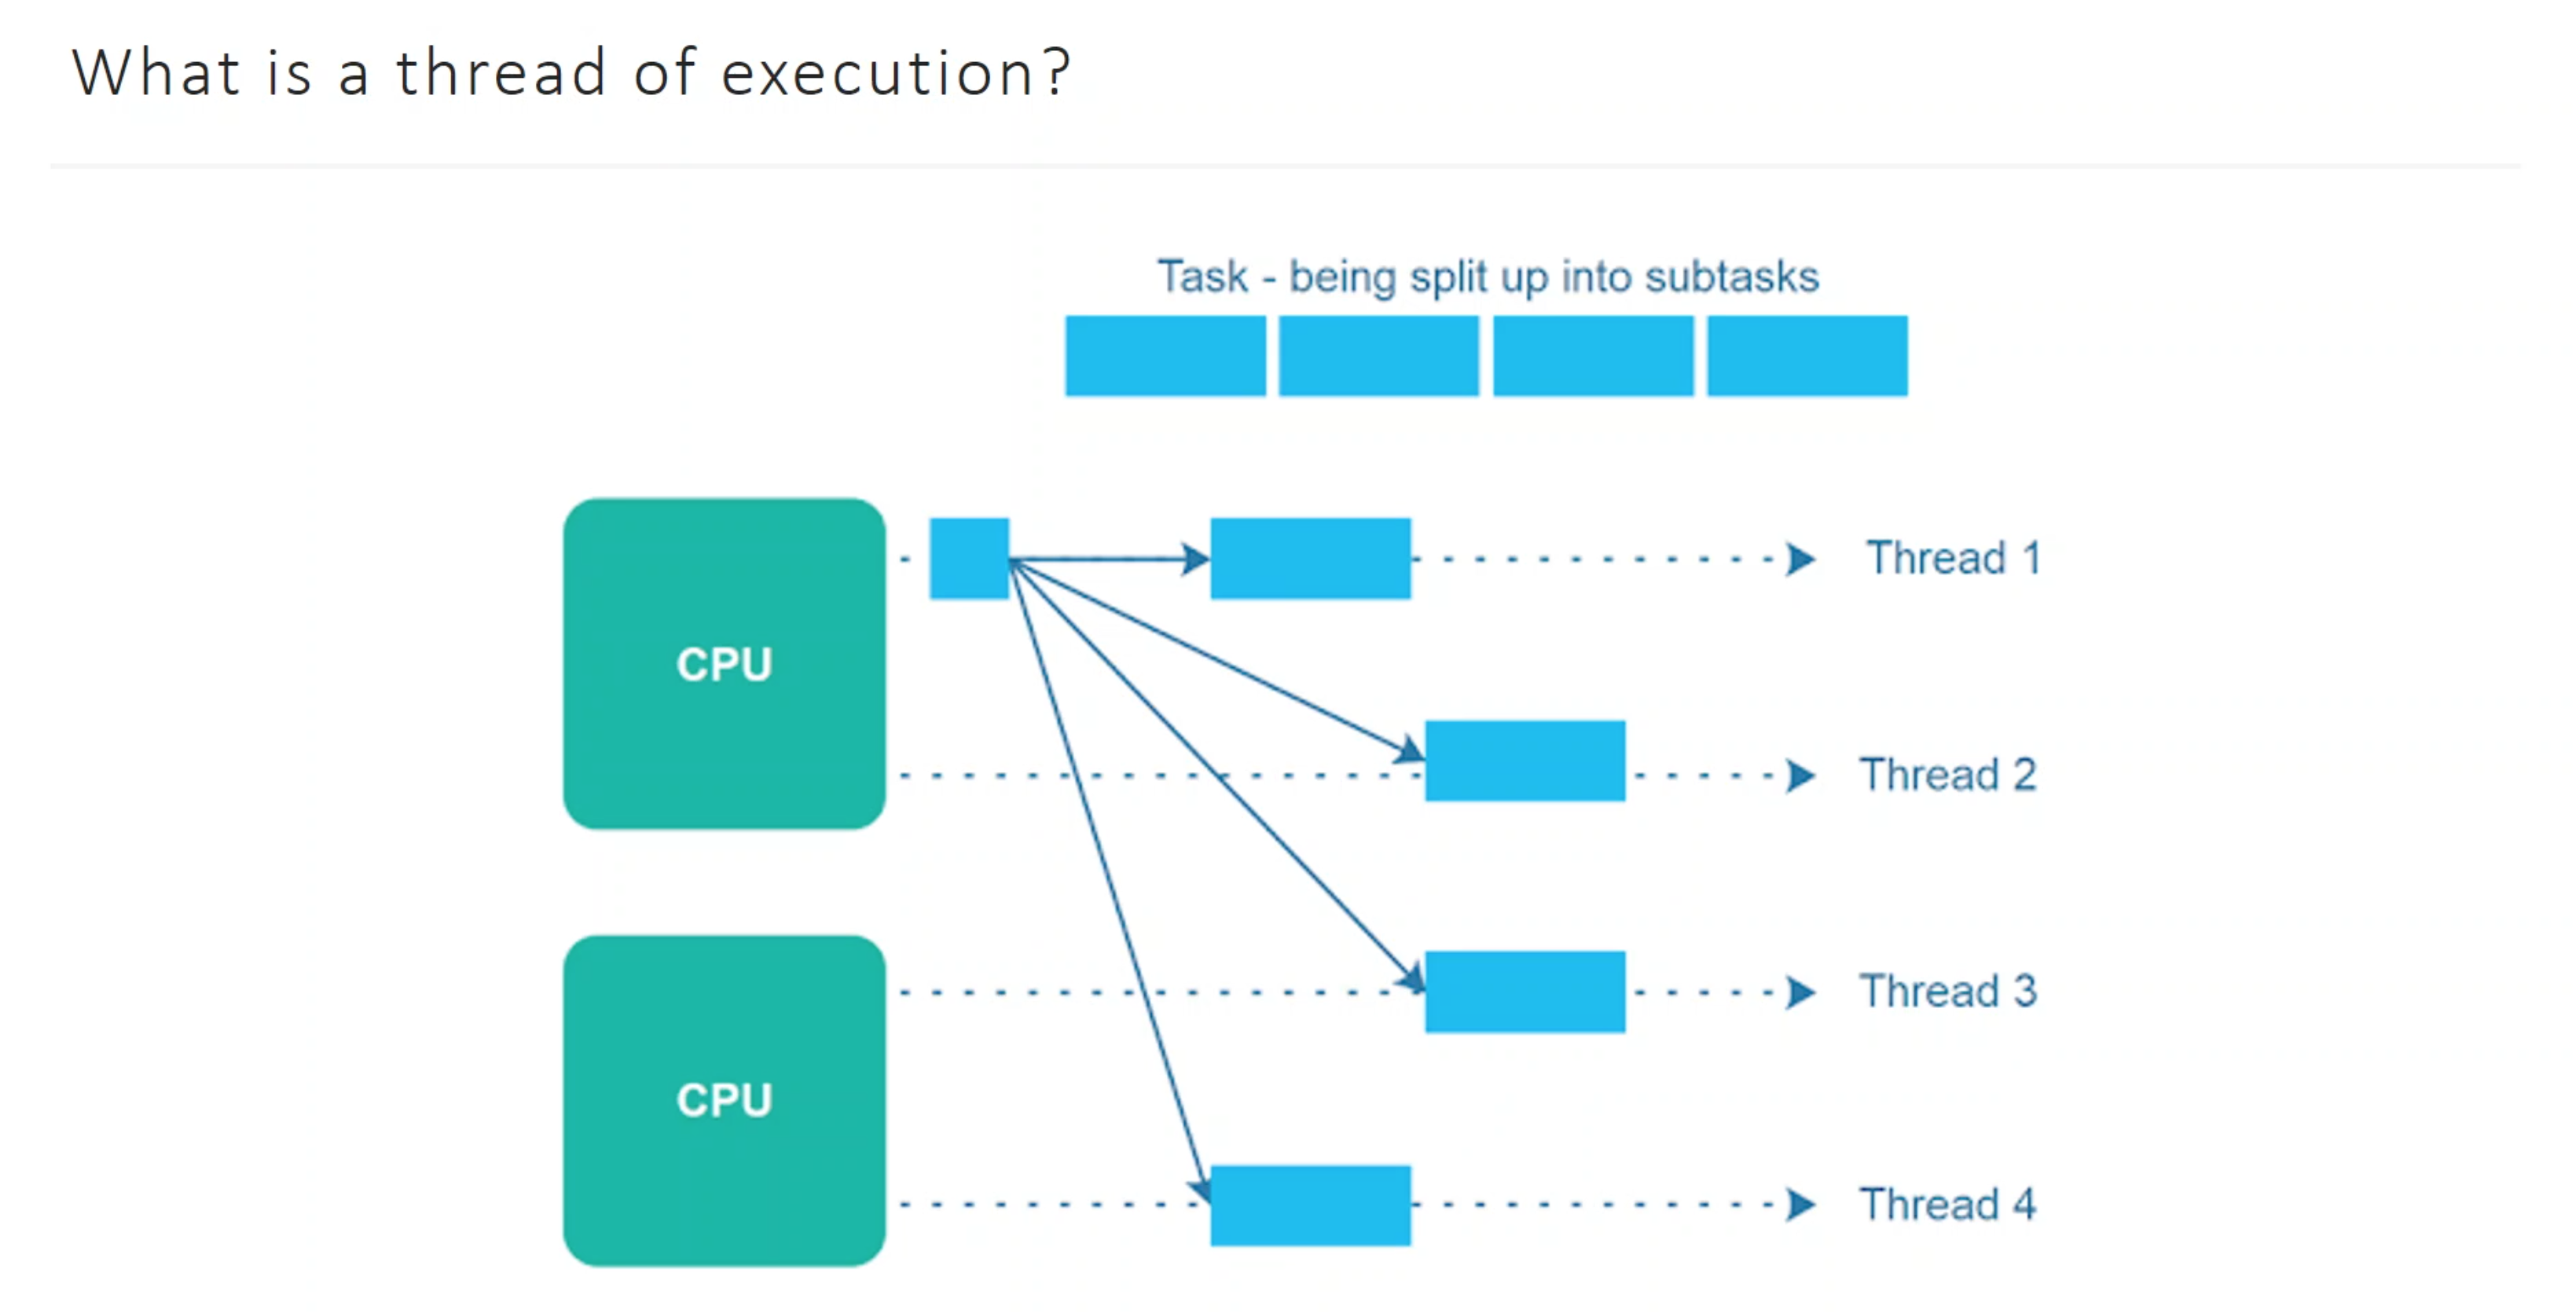 What is a thread of execution?
Task - being split up into subtasks
CPU
Thread 1
Thread 2
CPU
Thread 3
Thread 4